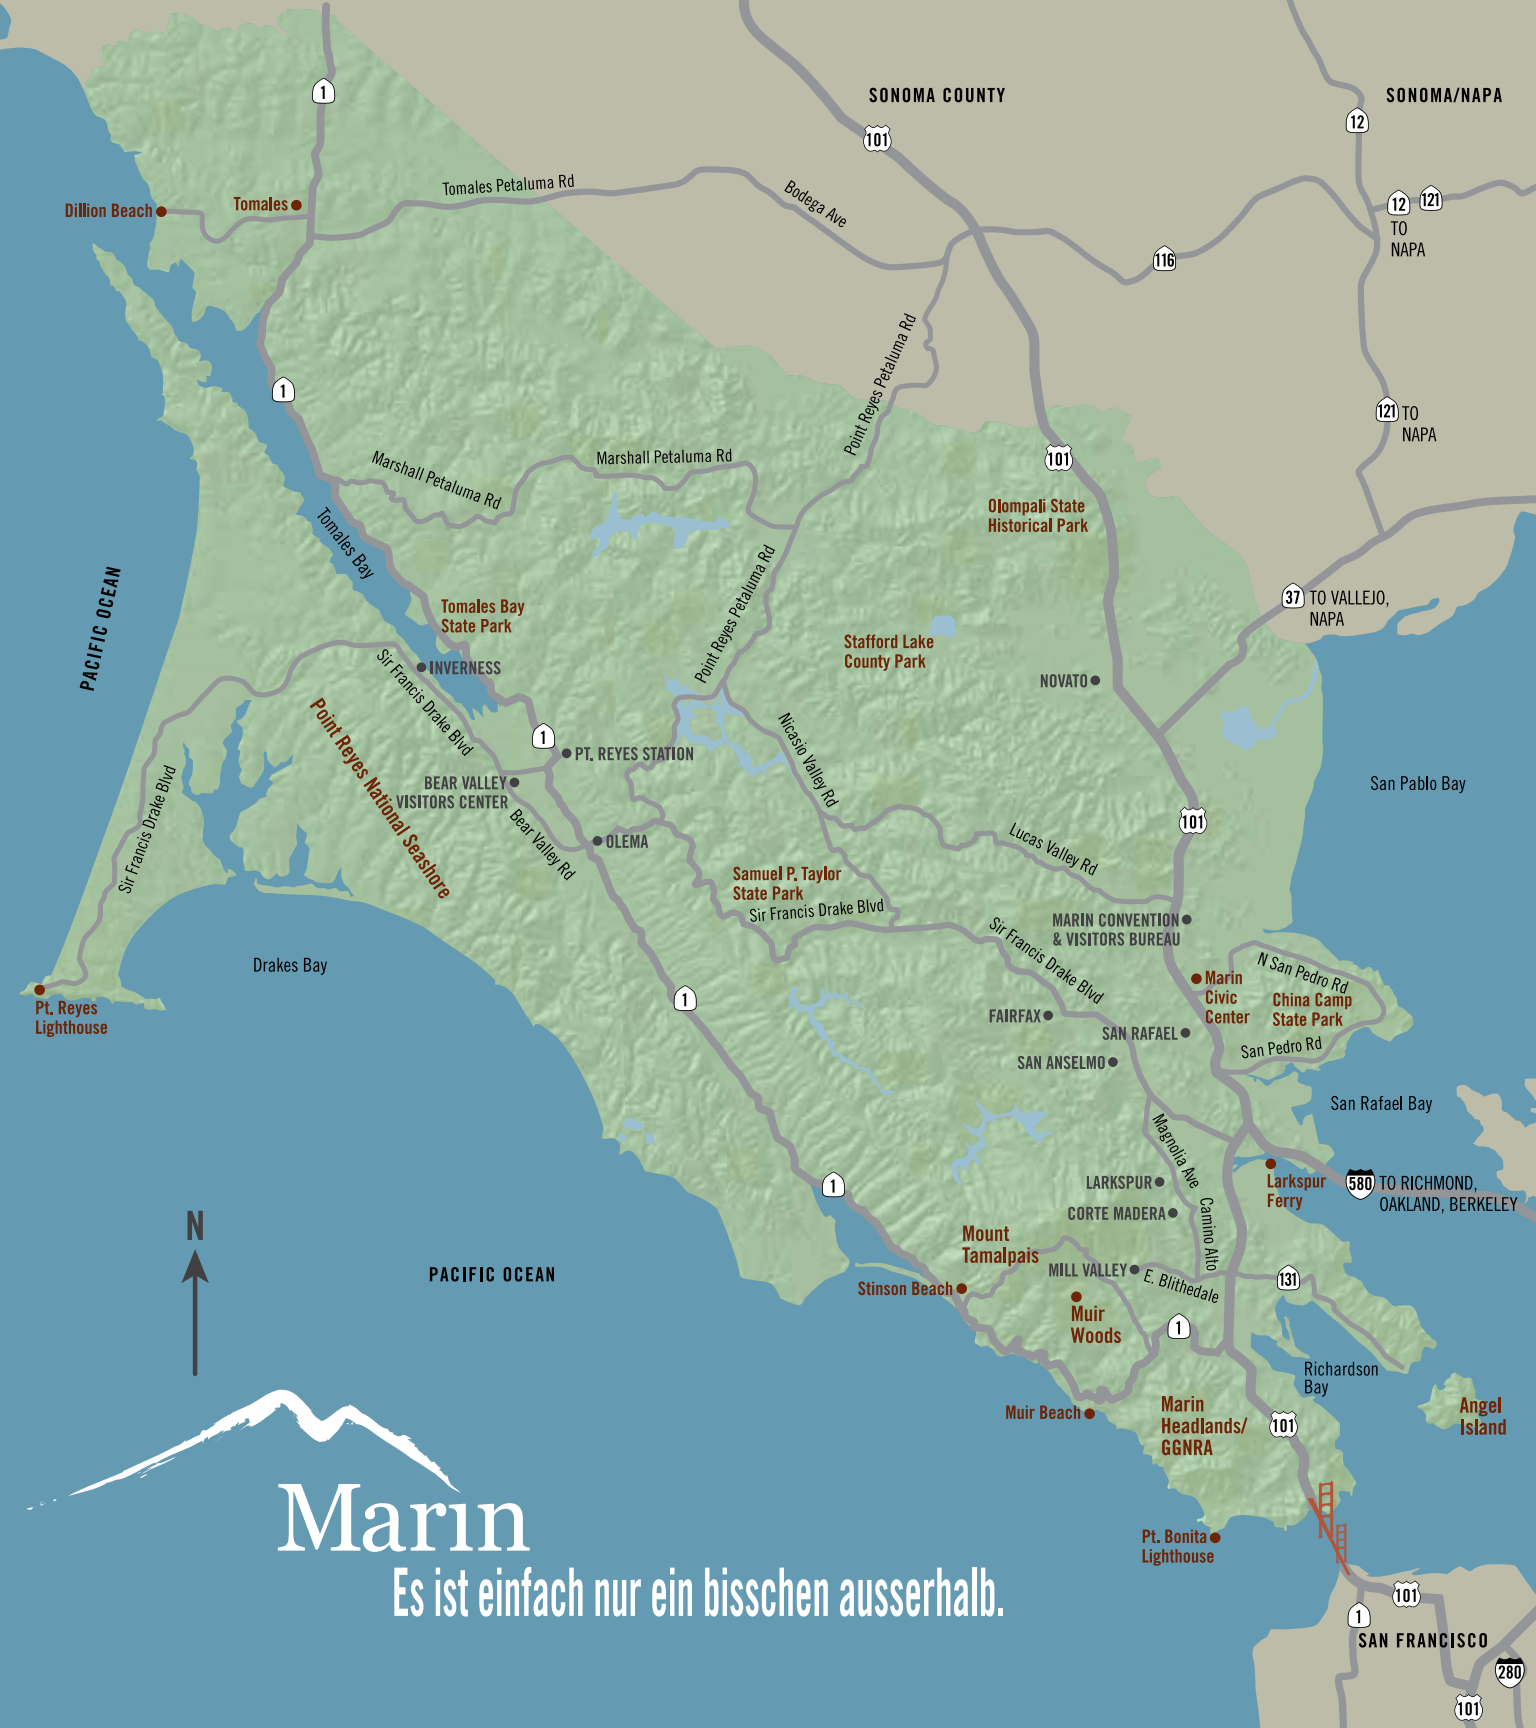 1
SONOMA COUNTY
SONOMA/NAPA
101
12
12
121
TO
NAPA
Dillion Beach
Tomales
Tomales Petaluma Rd
Bodega Ave
116
1
Point Reyes Petaluma Rd
121
TO
NAPA
Marshall Petaluma Rd
Marshall Petaluma Rd
101
Olompali State
Historical Park
Tomales Bay
PACIFIC OCEAN
37
TO VALLEJO,
NAPA
Tomales Bay
State Park
Point Reyes Petaluma Rd
Stafford Lake
County Park
INVERNESS
NOVATO
Sir Francis Drake Blvd
Point Reyes National Seashore
1
PT. REYES STATION
Nicasio Valley Rd
BEAR VALLEY
VISITORS CENTER
San Pablo Bay
Sir Francis Drake Blvd
Bear Valley Rd
OLEMA
101
Lucas Valley Rd
Samuel P. Taylor
State Park
Sir Francis Drake Blvd
MARIN CONVENTION
& VISITORS BUREAU
Sir Francis Drake Blvd
Drakes Bay
N San Pedro Rd
Marin
Civic
Center
China Camp
State Park
Pt. Reyes
Lighthouse
1
FAIRFAX
SAN RAFAEL
San Pedro Rd
SAN ANSELMO
San Rafael Bay
Magnolia Ave
1
LARKSPUR
Larkspur
Ferry
580
TO RICHMOND,
OAKLAND, BERKELEY
CORTE MADERA
Camino Alto
N
Mount
Tamalpais
PACIFIC OCEAN
MILL VALLEY
E. Blithedale
131
Stinson Beach
Muir
Woods
1
Richardson
Bay
Muir Beach
Marin
Headlands/
GGNRA
101
Angel
Island
Marin
Es ist einfach nur ein bisschen ausserhalb.
Pt. Bonita
Lighthouse
101
1
SAN FRANCISCO
280
101